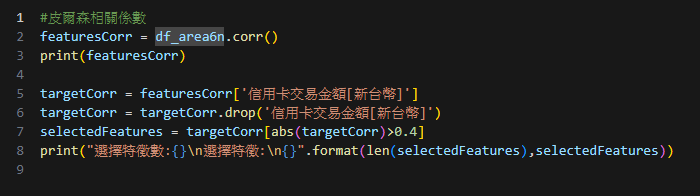 1 #皮爾森相關係數
2 featuresCorr = df_area6n.corr()
3 print(featuresCorr)
4
5 targetCorr = featuresCorr['信用卡交易金額[新台幣]']
6 targetCorr = targetCorr.drop('信用卡交易金額[新台幣]')
7 selectedFeatures = targetCorr[abs(targetCorr)>0.4]
8 print("選擇特徵數:{}\n選擇特徵:\n{}".format(len(selectedFeatures),selectedFeatures))
9